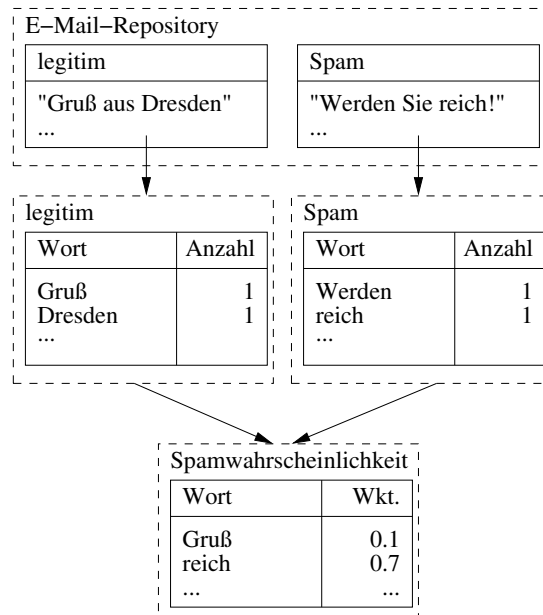 E-Mail-Repository
legitim
"Gruß aus Dresden"
...
Spam
"Werden Sie reich!"
...
legitim
Wort Anzahl
Gruß 1
Dresden 1
...
Spam
Wort Anzahl
Werden 1
reich 1
...
Spamwahrscheinlichkeit
Wort Wkt.
Gruß 0.1
reich 0.7
... ...